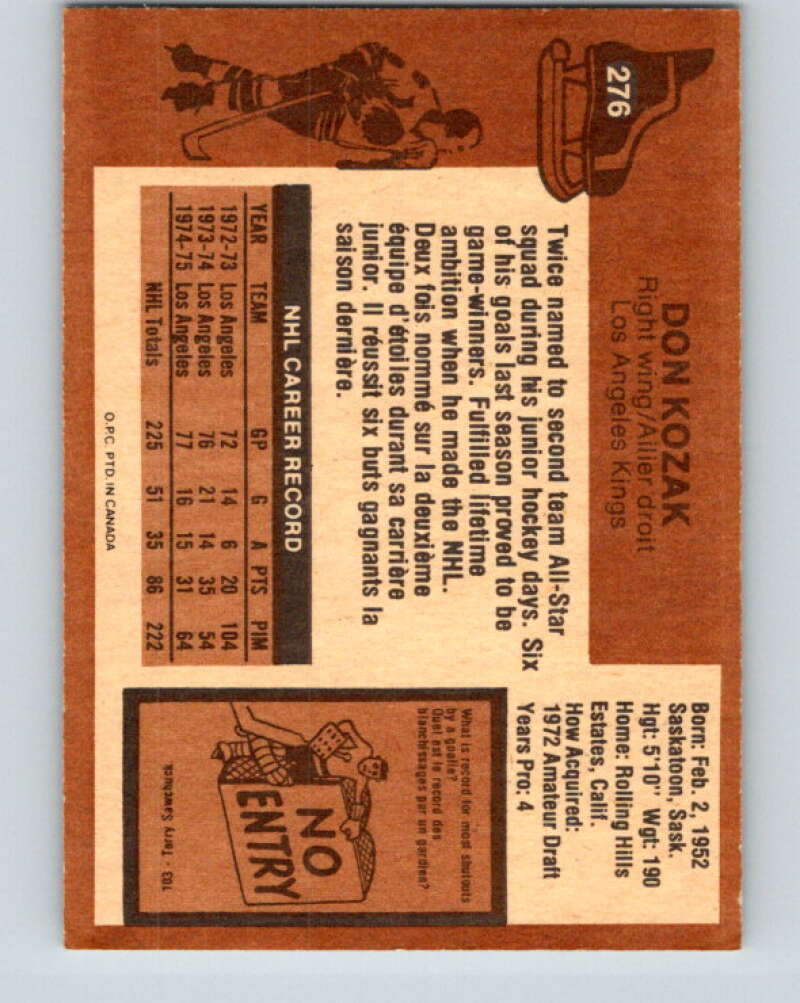 276
DON KOZAK
Right wing/Ailier droit
Los Angeles Kings
Twice named to second team All-Star
squad during his junior hockey days. Six
of his goals last season proved to be
game-winners. Fulfilled lifetime
ambition when he made the NHL.
Deux fois nommé sur la deuxième
équipe d'étoiles durant sa carrière
junior. Il réussit six buts gagnants la
saison dernière.
NHL CAREER RECORD
YEAR TEAM GP G A PTS PIM
1972-73 Los Angeles 72 14 6 20 104
1973-74 Los Angeles 76 21 14 35 54
1974-75 Los Angeles 77 16 15 31 64
NHL Totals 225 51 35 86 222
O.P.C. PTD. IN CANADA
Born: Feb. 2, 1952
Saskatoon, Sask.
Hgt: 5'10" Wgt: 190
Home: Rolling Hills
Estates, Calif.
How Acquired:
1972 Amateur Draft
Years Pro: 4
What is record for most shutouts
by a goalie?
Quel est le record des
blanchissages par un gardien?
NO
ENTRY
Terry Sawchuck - 103